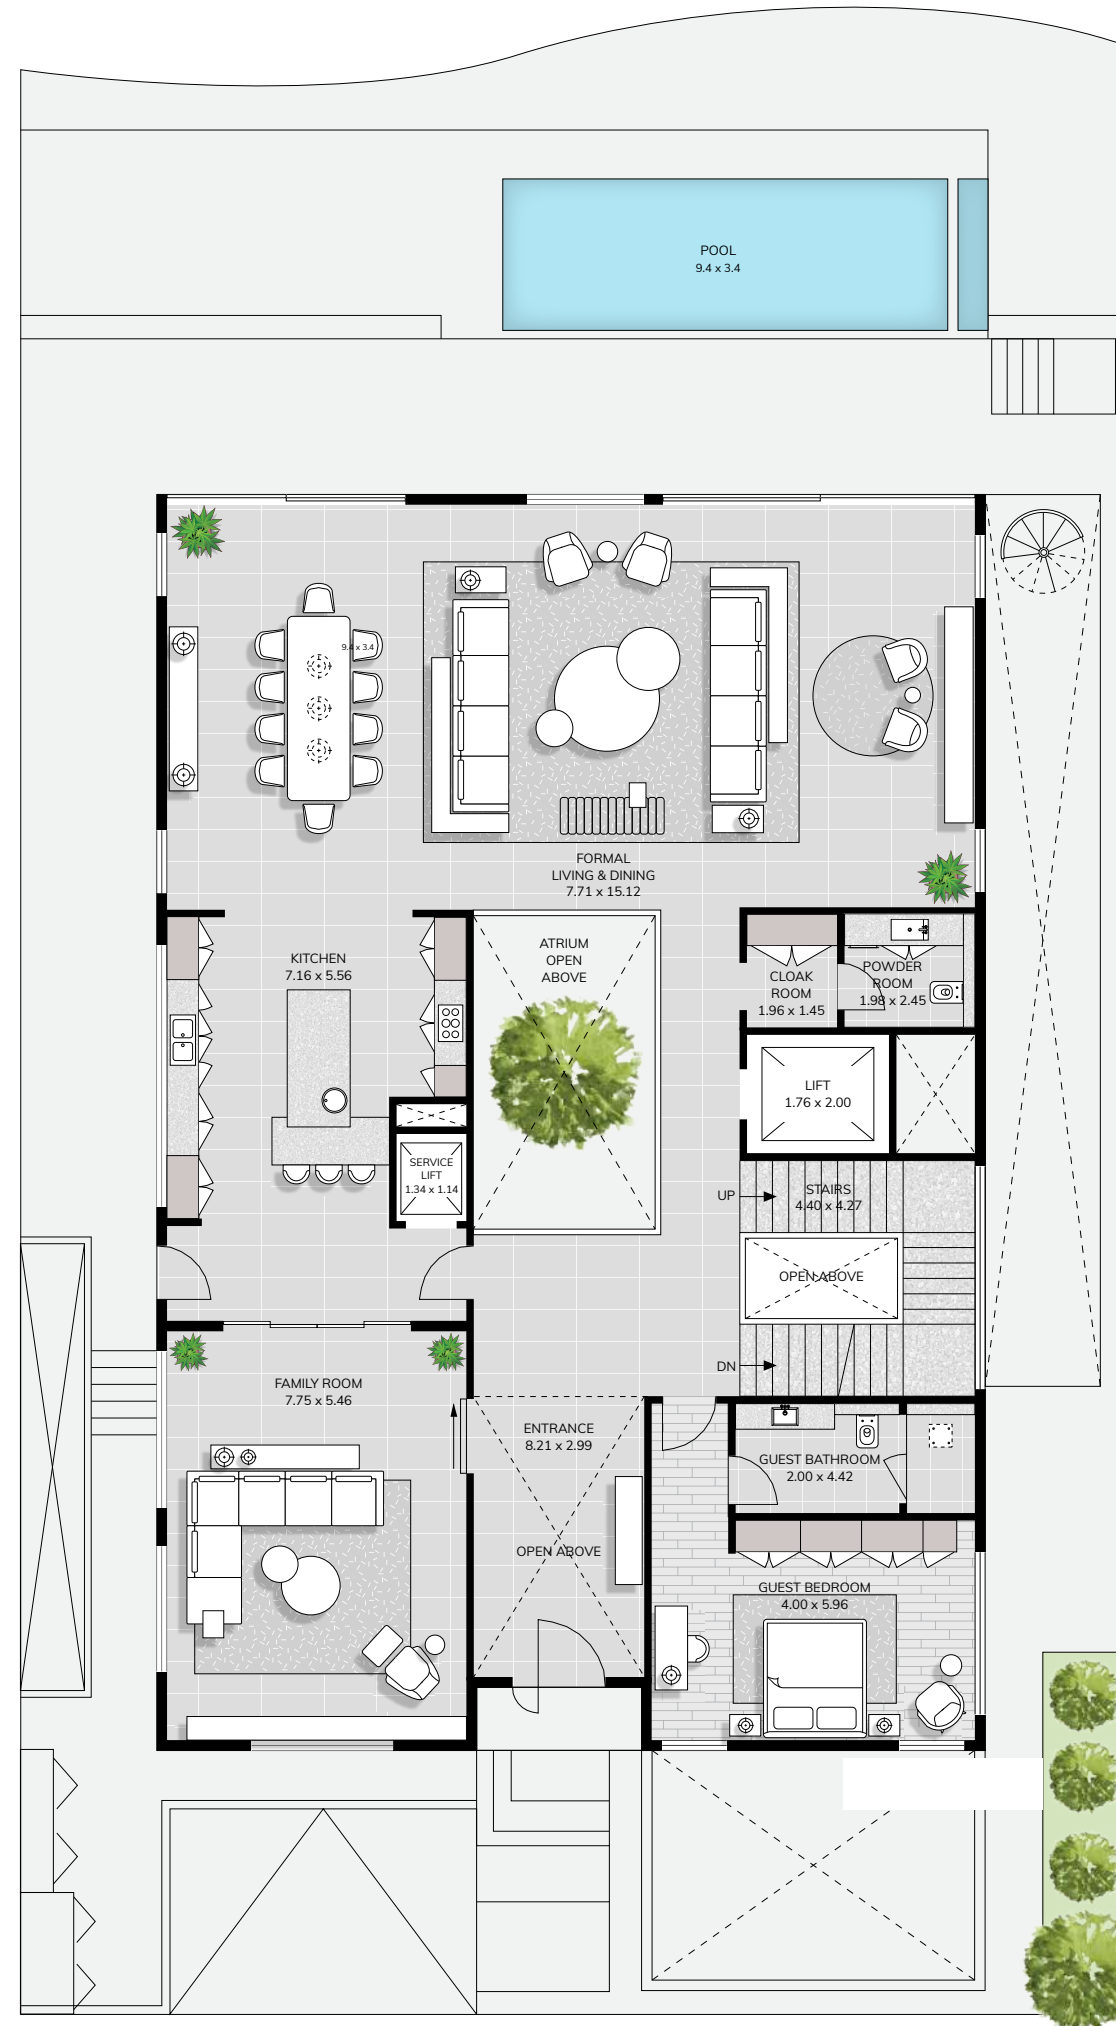 POOL
9.4 x 3.4
9.4 x 3.4
FORMAL
LIVING & DINING
7.71 x 15.12
KITCHEN
7.16 x 5.56
ATRIUM
OPEN
ABOVE
CLOAK
ROOM
1.96 x 1.45
POWDER
ROOM
1.98 x 2.45
LIFT
1.76 x 2.00
SERVICE
LIFT
1.34 x 1.14
UP
STAIRS
4.40 x 4.27
OPEN ABOVE
DN
FAMILY ROOM
7.75 x 5.46
ENTRANCE
8.21 x 2.99
OPEN ABOVE
GUEST BATHROOM
2.00 x 4.42
GUEST BEDROOM
4.00 x 5.96